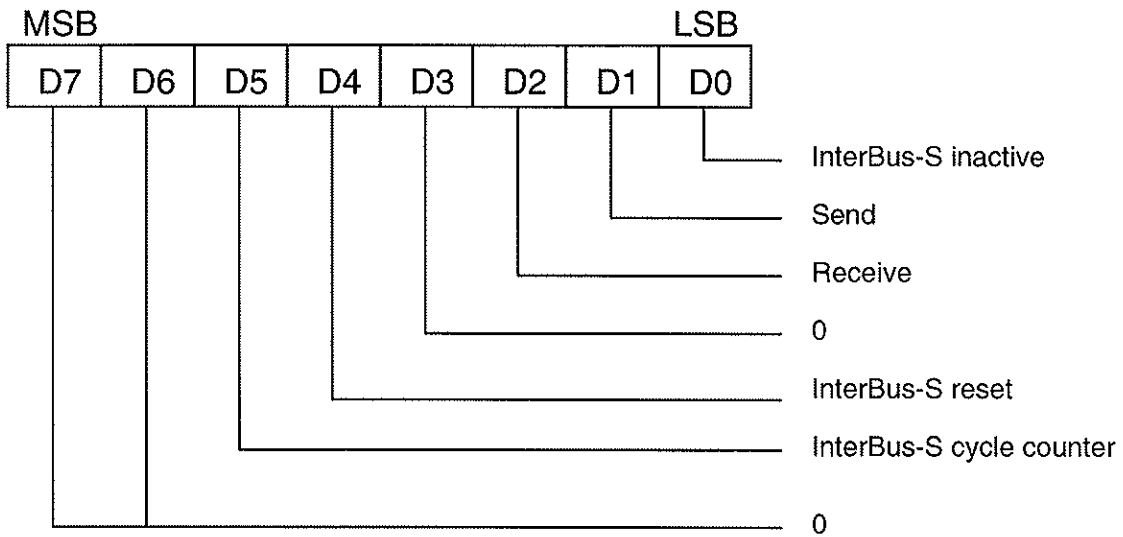 MSB LSB
D7 D6 D5 D4 D3 D2 D1 D0
InterBus-S inactive
Send
Receive
0
InterBus-S reset
InterBus-S cycle counter
0